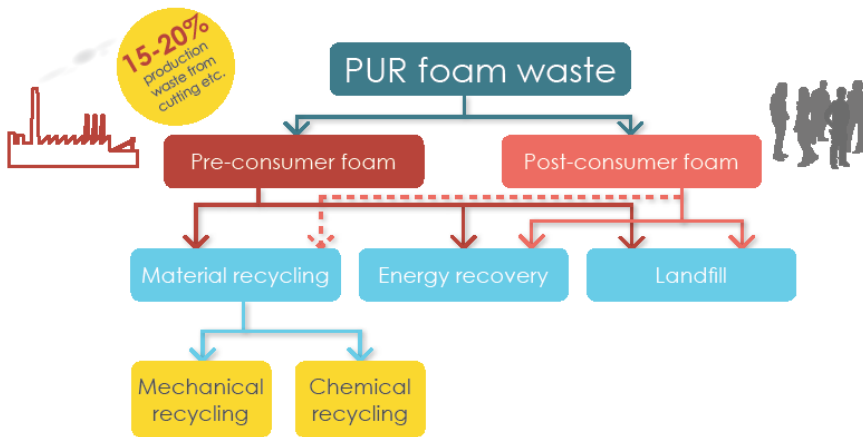 15-20%
production
waste from
cutting etc.
PUR foam waste
Pre-consumer foam
Post-consumer foam
Material recycling
Energy recovery
Landfill
Mechanical
recycling
Chemical
recycling